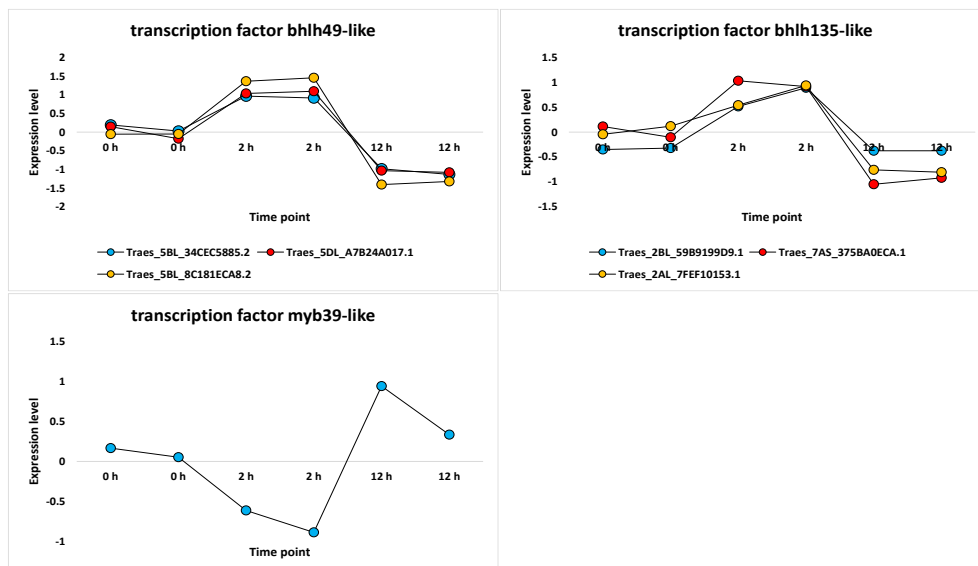 transcription factor bhlh49-like
2
1.5
1
0.5
0
-0.5
-1
-1.5
-2
Expression level
0 h 0 h 2 h 2 h 12 h 12 h
Time point
Traes_5BL_34CEC5885.2 Traes_5DL_A7B24A017.1
Traes_5BL_8C181ECA8.2
transcription factor bhlh135-like
1.5
1
0.5
0
-0.5
-1
-1.5
Expression level
0 h 0 h 2 h 2 h 12 h 12 h
Time point
Traes_2BL_59B9199D9.1 Traes_7AS_375BA0ECA.1
Traes_2AL_7FEF10153.1
transcription factor myb39-like
1.5
1
0.5
0
-0.5
-1
Expression level
0 h 0 h 2 h 2 h 12 h 12 h
Time point